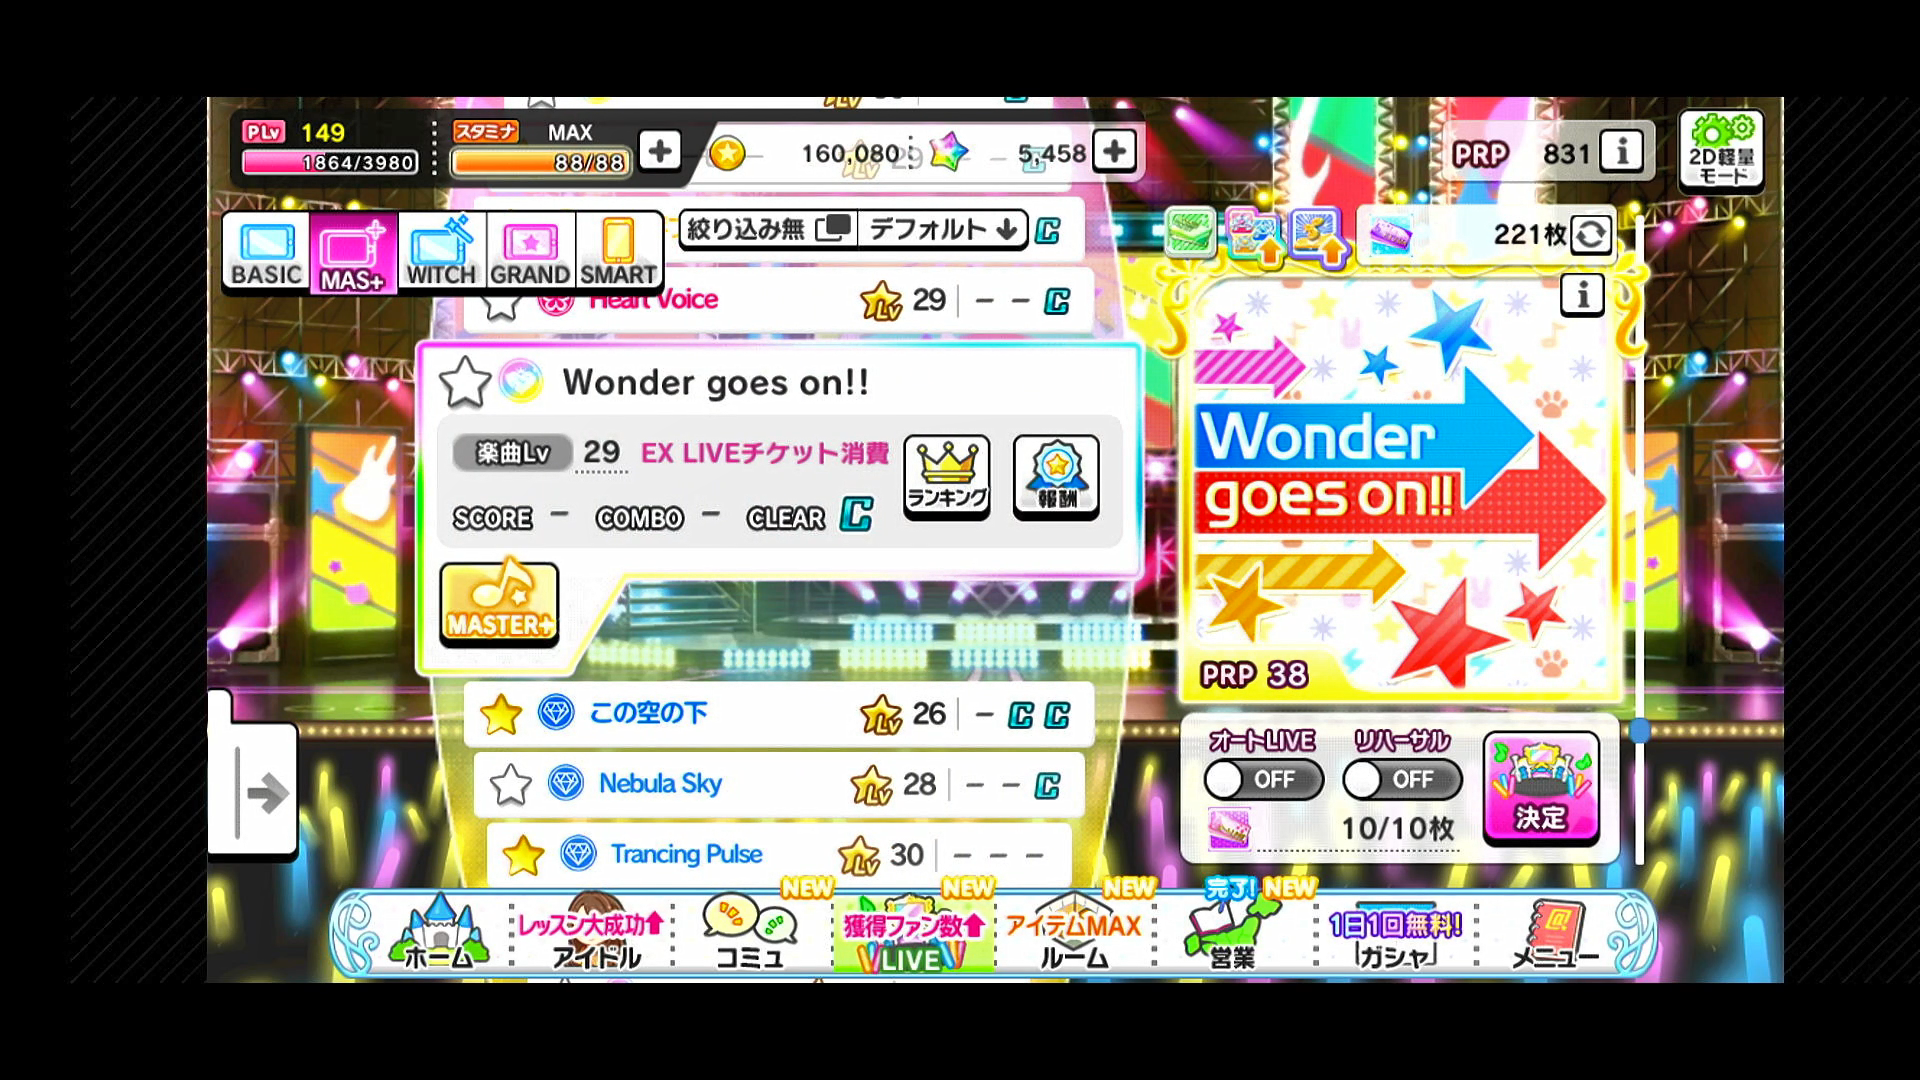 PLv 149
1864/3980
スタミナ MAX
88/88
160,080
5,458
PRP 831
2D軽量
モード
BASIC
MAS+
WITCH
GRAND
SMART
絞り込み無
デフォルト
221枚
Heart Voice
Lv 29
Wonder goes on!!
楽曲Lv 29 EX LIVEチケット消費
ランキング
報酬
SCORE - COMBO - CLEAR C
MASTER+
Wonder
goes on!!
PRP 38
この空の下
Lv 26
Nebula Sky
Lv 28
Trancing Pulse
Lv 30
オートLIVE リハーサル
OFF OFF
10/10枚
決定
NEW NEW NEW 完了! NEW
レッスン大成功 獲得ファン数 アイテムMAX 1日1回無料!
ホーム アイドル コミュ LIVE ルーム 営業 ガシャ メニュー